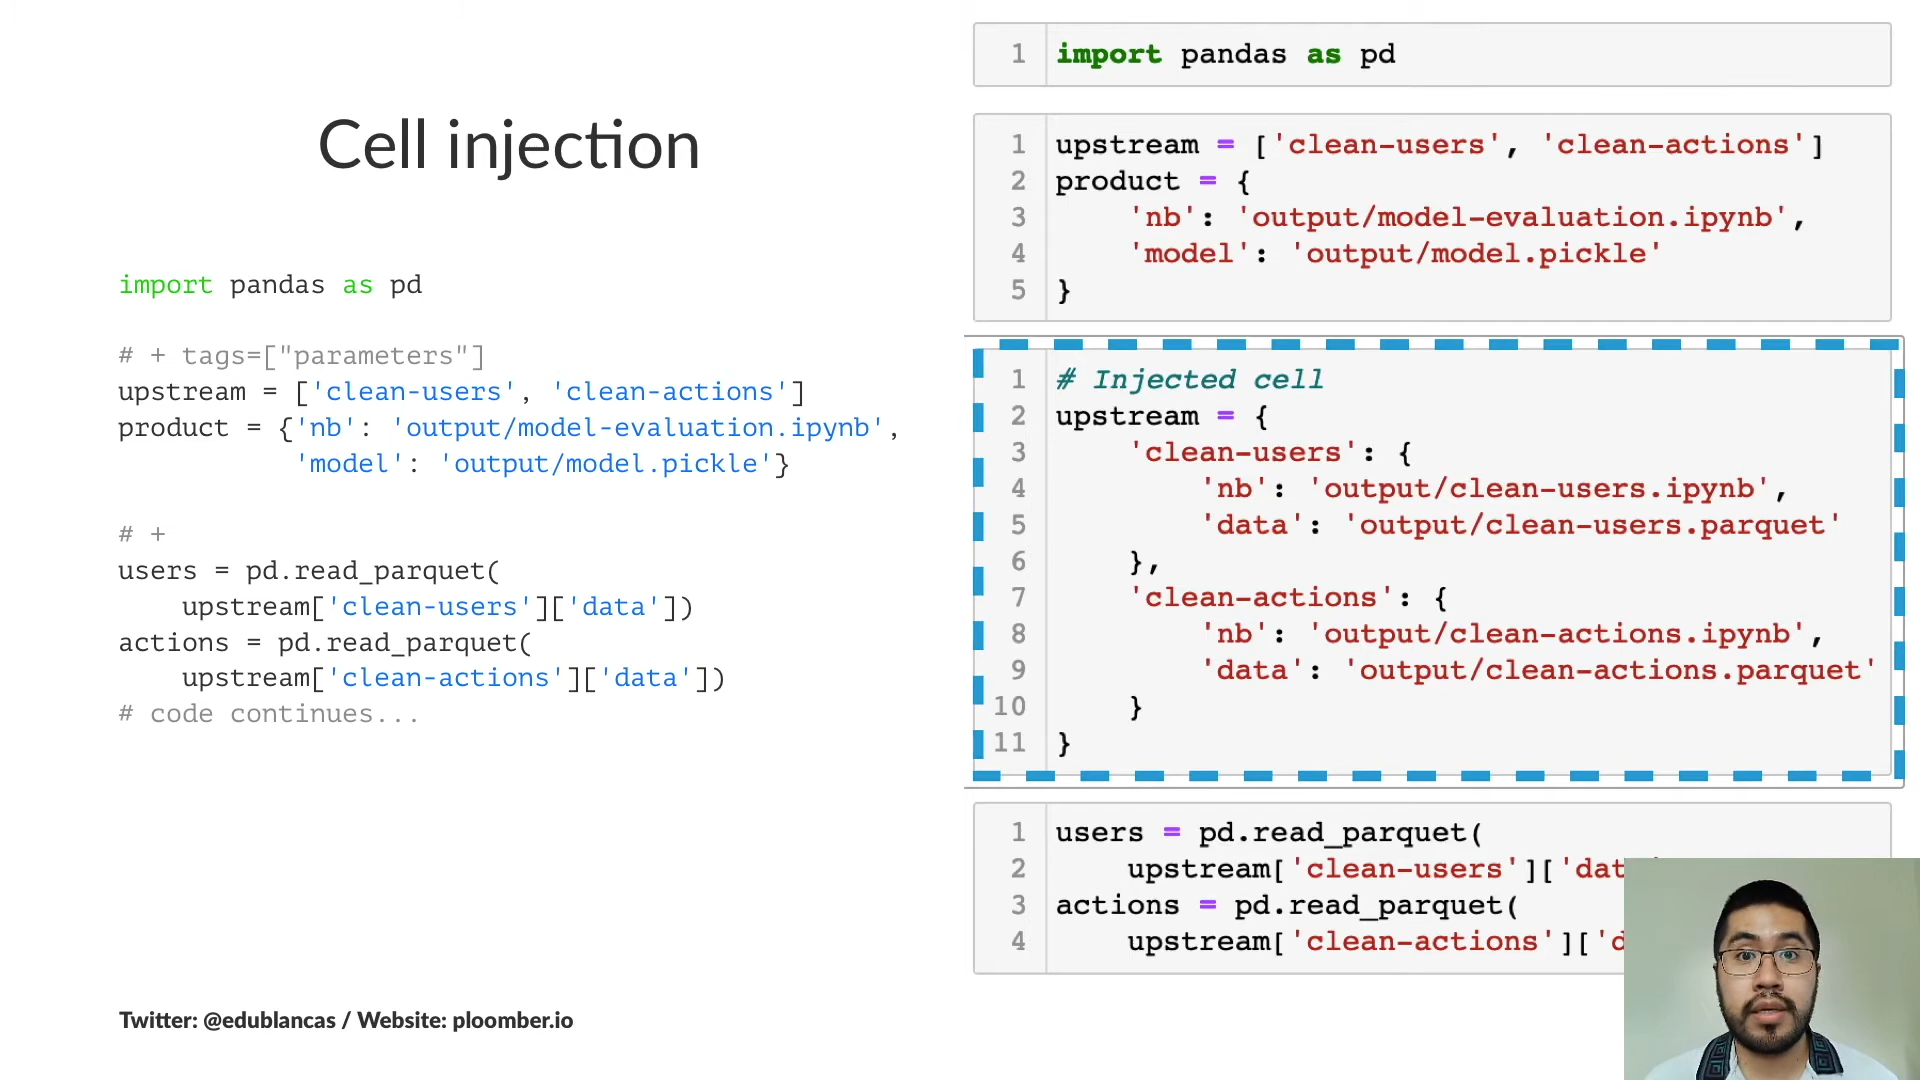 Cell injection
import pandas as pd
# + tags=["parameters"]
upstream = ['clean-users', 'clean-actions']
product = {'nb': 'output/model-evaluation.ipynb',
'model': 'output/model.pickle'}
# +
users = pd.read_parquet(
upstream['clean-users']['data'])
actions = pd.read_parquet(
upstream['clean-actions']['data'])
# code continues...
Twitter: @edublancas / Website: ploomber.io
1 import pandas as pd
1 upstream = ['clean-users', 'clean-actions']
2 product = {
3 'nb': 'output/model-evaluation.ipynb',
4 'model': 'output/model.pickle'
5 }
1 # Injected cell
2 upstream = {
3 'clean-users': {
4 'nb': 'output/clean-users.ipynb',
5 'data': 'output/clean-users.parquet'
6 },
7 'clean-actions': {
8 'nb': 'output/clean-actions.ipynb',
9 'data': 'output/clean-actions.parquet'
10 }
11 }
1 users = pd.read_parquet(
2 upstream['clean-users']['dat
3 actions = pd.read_parquet(
4 upstream['clean-actions']['d